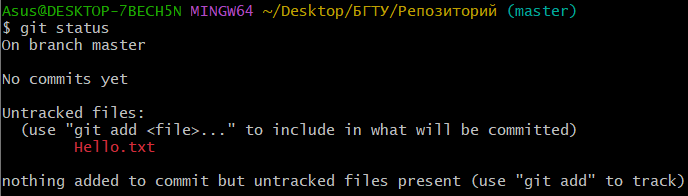 Asus@DESKTOP-7BECH5N MINGW64 ~/Desktop/БГТУ/Репозиторий (master)
$ git status
On branch master
No commits yet
Untracked files:
(use "git add <file>..." to include in what will be committed)
Hello.txt
nothing added to commit but untracked files present (use "git add" to track)